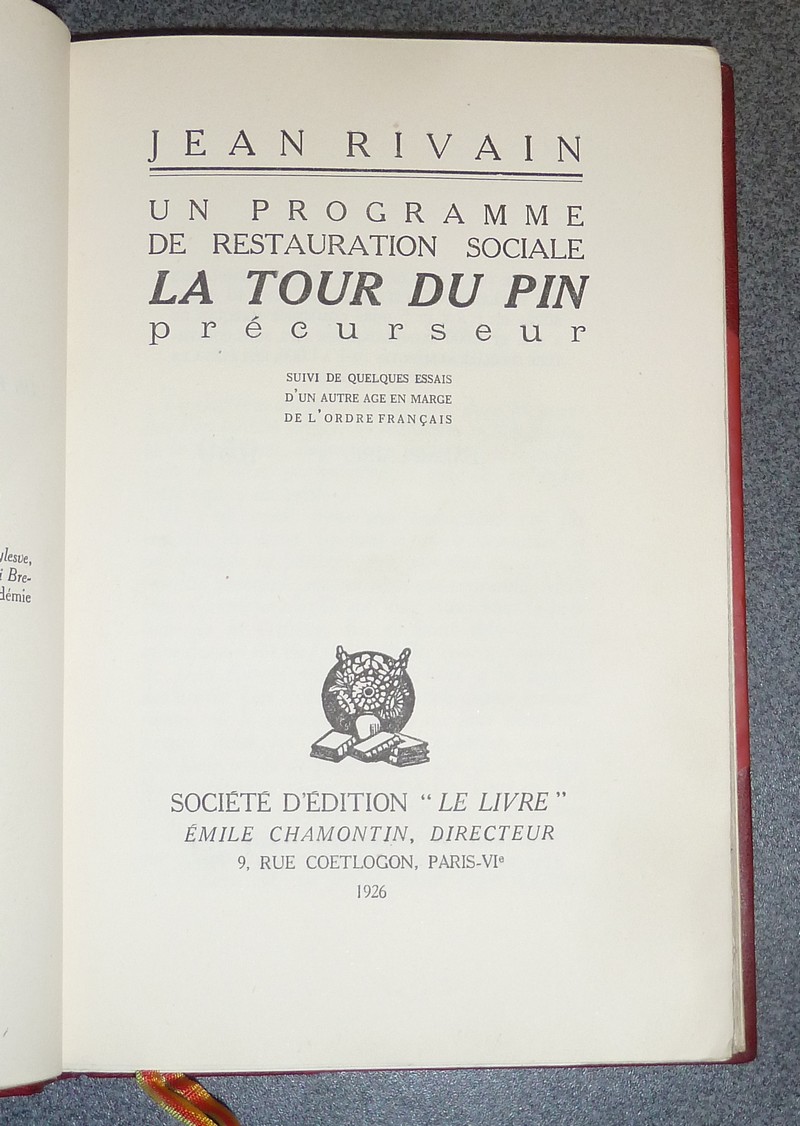 JEAN RIVAIN
UN PROGRAMME
DE RESTAURATION SOCIALE
LA TOUR DU PIN
précurseur
SUIVI DE QUELQUES ESSAIS
D'UN AUTRE AGE EN MARGE
DE L'ORDRE FRANÇAIS
SOCIÉTÉ D'ÉDITION “LE LIVRE”
ÉMILE CHAMONTIN, DIRECTEUR
9, RUE COETLOGON, PARIS-VIe
1926